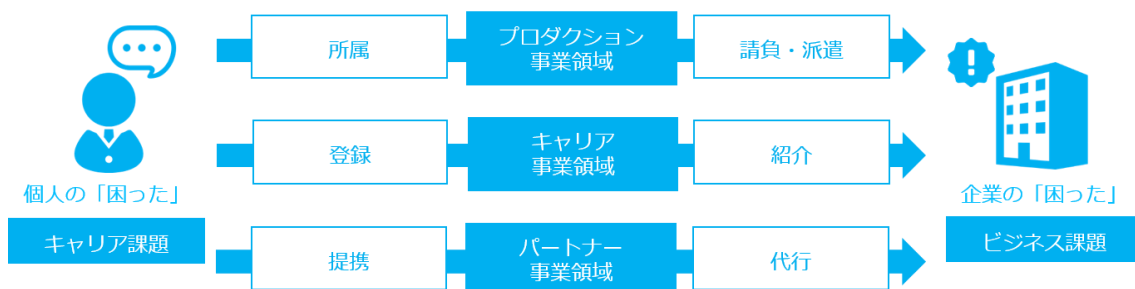 所属
プロダクション
事業領域
請負・派遣
登録
キャリア
事業領域
紹介
個人の「困った」
企業の「困った」
キャリア課題
ビジネス課題
提携
パートナー
事業領域
代行